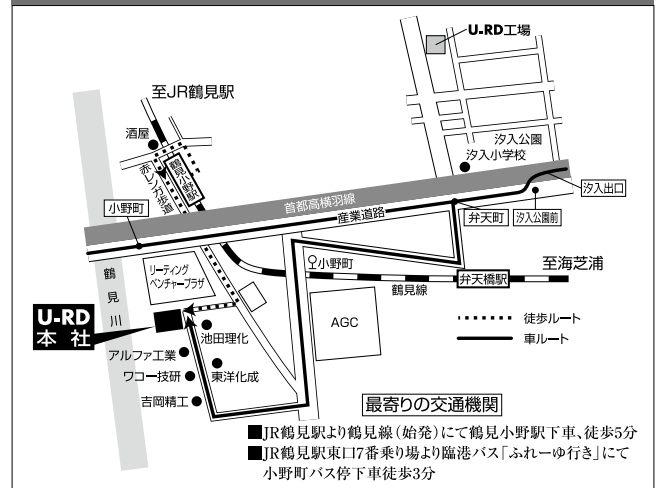 U-RD工場
至JR鶴見駅
酒屋
汐入公園
汐入小学校
赤レンガ歩道
鶴見小野駅
首都高横羽線
汐入出口
小野町
産業道路
弁天町
汐入公園前
鶴見川
リーディング
ベンチャープラザ
小野町
至海芝浦
弁天橋駅
鶴見線
U-RD
本社
池田理化
AGC
徒歩ルート
車ルート
アルファ工業
ワコー技研
東洋化成
吉岡精工
最寄りの交通機関
■JR鶴見駅より鶴見線(始発)にて鶴見小野駅下車、徒歩5分
■JR鶴見駅東口7番乗り場より臨港バス「ふれーゆ行き」にて
小野町バス停下車徒歩3分